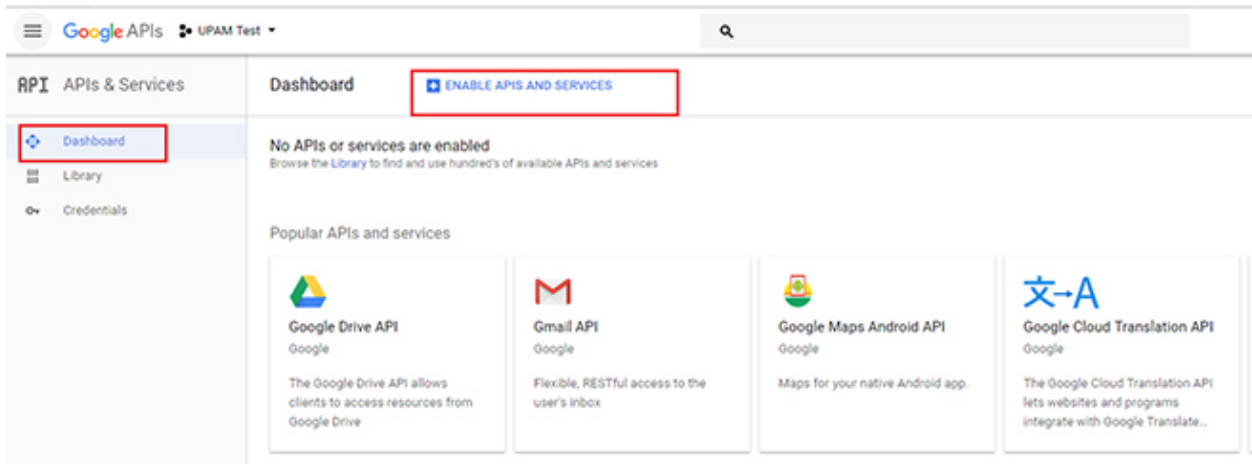 Google APIs UPAM Test
API APIs & Services
Dashboard
ENABLE APIS AND SERVICES
Dashboard
Library
Credentials
No APIs or services are enabled
Browse the Library to find and use hundred's of available APIs and services
Popular APIs and services
Google Drive API
Google
The Google Drive API allows
clients to access resources from
Google Drive
Gmail API
Google
Flexible, RESTful access to the
user's inbox
Google Maps Android API
Google
Maps for your native Android app.
文→A
Google Cloud Translation API
Google
The Google Cloud Translation API
lets websites and programs
integrate with Google Translate...